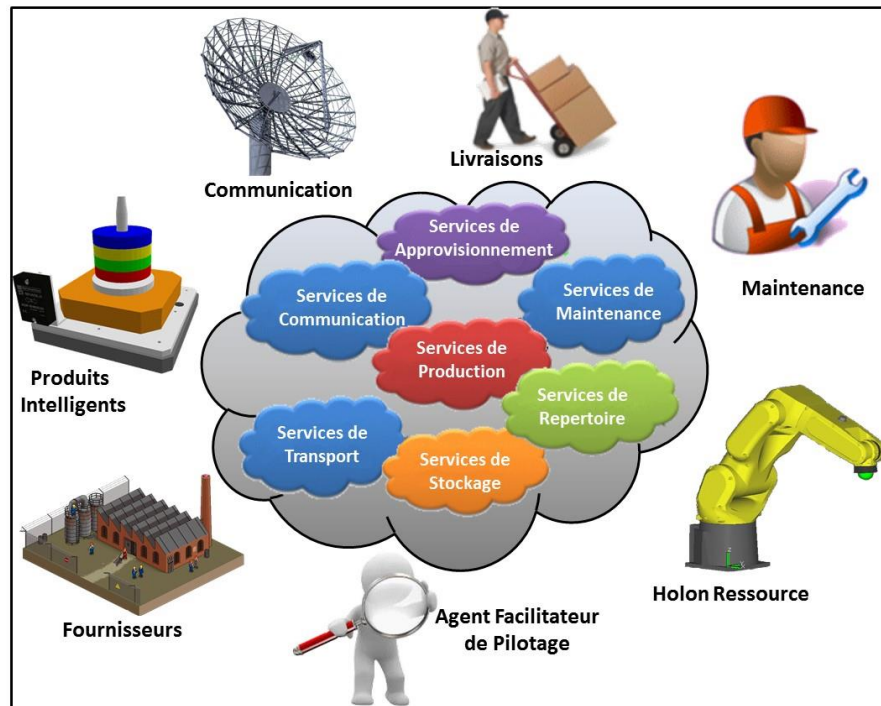 Communication
Livraisons
Maintenance
Services de
Approvisionnement
Services de
Communication
Services de
Maintenance
Services de
Production
Services de
Repertoire
Services de
Transport
Services de
Stockage
Produits
Intelligents
Fournisseurs
Agent Facilitateur
de Pilotage
Holon Ressource